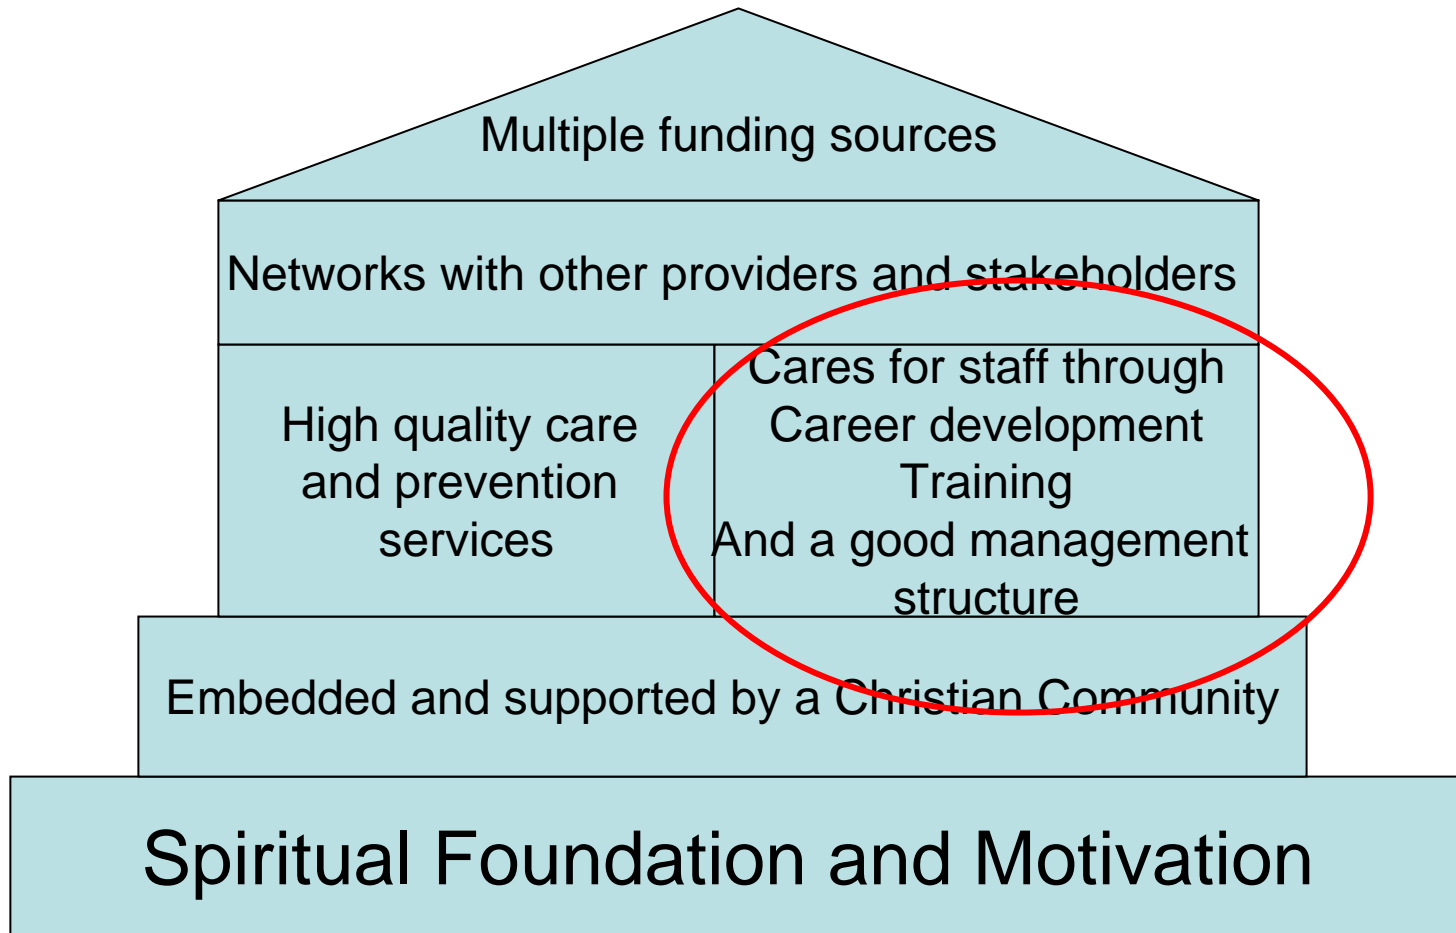 Multiple funding sources
Networks with other providers and stakeholders
High quality care
and prevention
services
Cares for staff through
Career development
Training
And a good management
structure
Embedded and supported by a Christian Community
Spiritual Foundation and Motivation